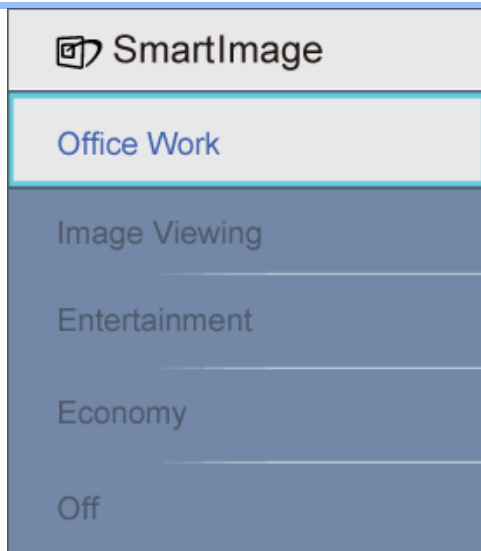 SmartImage
Office Work
Image Viewing
Entertainment
Economy
Off